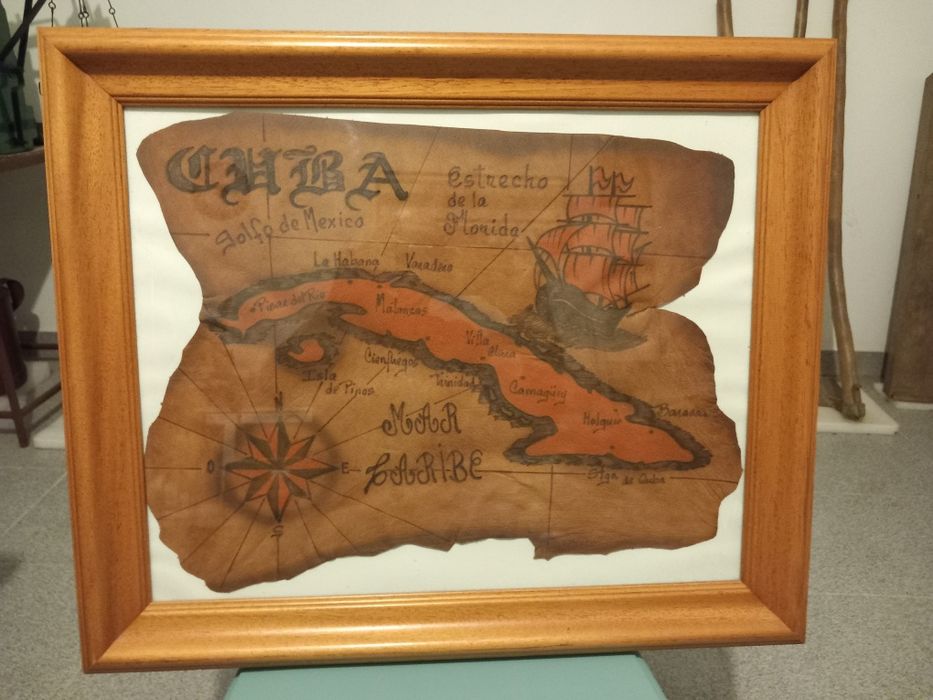 CUBA
Golfo de Mexico
Estrecho
de la
Florida
La Habana
Varadero
Pinar del Rio
Matanzas
Villa
Clara
Cienfuegos
Trinidad
Isla
de Pinos
Camagüey
Holguin
Baracoa
Stgo de Cuba
MAR
CARIBE
N
O
E
S